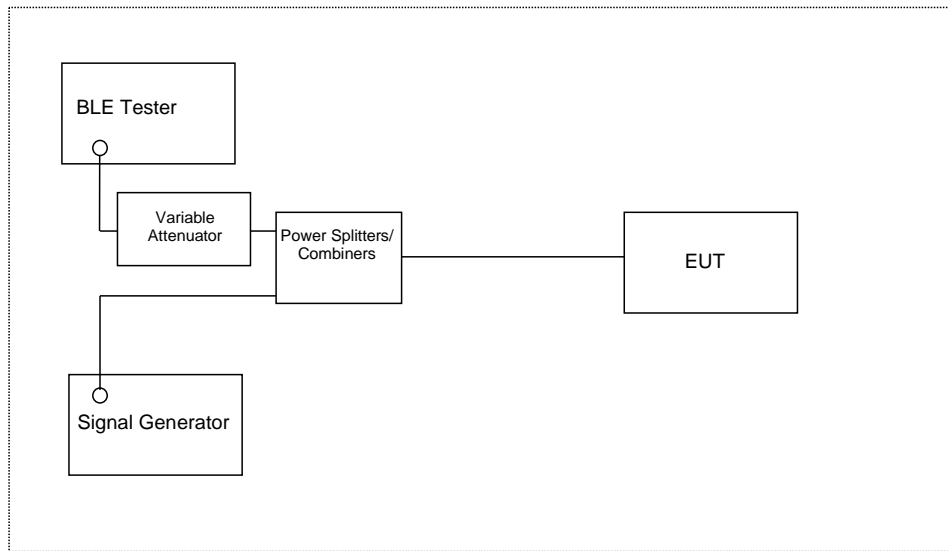 BLE Tester
Variable
Attenuator
Power Splitters/
Combiners
EUT
Signal Generator